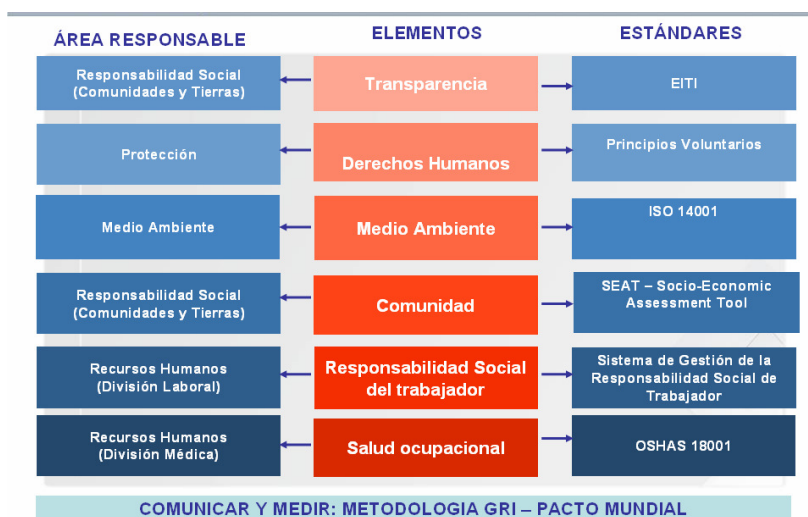 ÁREA RESPONSABLE
ELEMENTOS
ESTÁNDARES
Responsabilidad Social
(Comunidades y Tierras)
Transparencia
EITI
Protección
Derechos Humanos
Principios Voluntarios
Medio Ambiente
Medio Ambiente
ISO 14001
Responsabilidad Social
(Comunidades y Tierras)
Comunidad
SEAT – Socio-Economic
Assessment Tool
Recursos Humanos
(División Laboral)
Responsabilidad Social
del trabajador
Sistema de Gestión de la
Responsabilidad Social de
Trabajador
Recursos Humanos
(División Médica)
Salud ocupacional
OSHAS 18001
COMUNICAR Y MEDIR: METODOLOGIA GRI – PACTO MUNDIAL